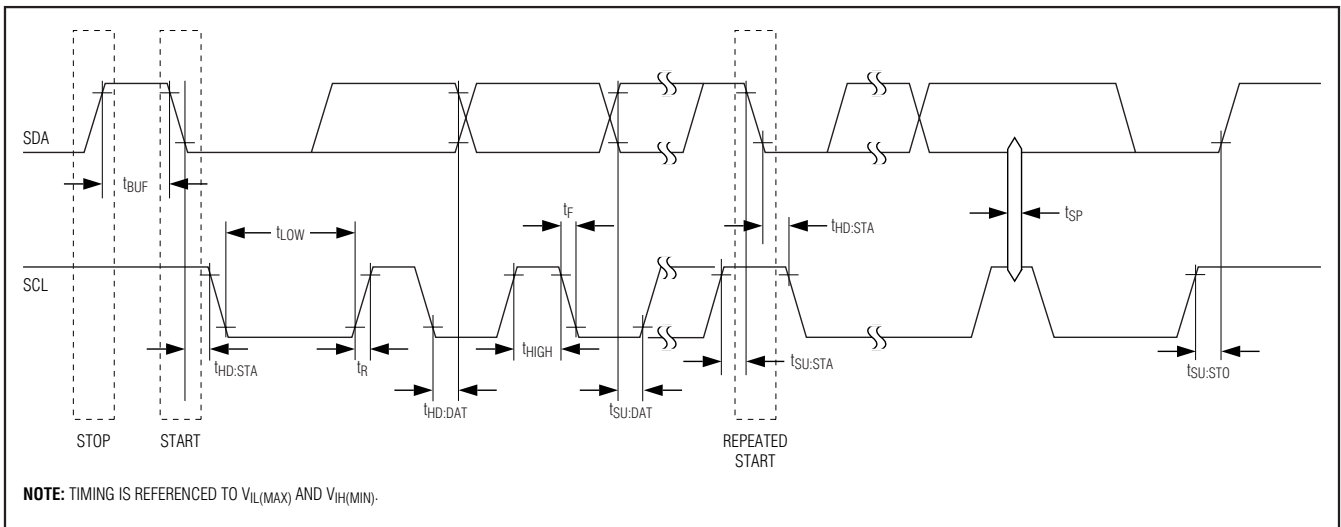 SDA
tBUF
tF
tHD:STA
tSP
tLOW
SCL
tHD:STA
tR
tHIGH
tSU:STA
tSU:STO
tHD:DAT
tSU:DAT
STOP
START
REPEATED
START
NOTE: TIMING IS REFERENCED TO VIL(MAX) AND VIH(MIN).